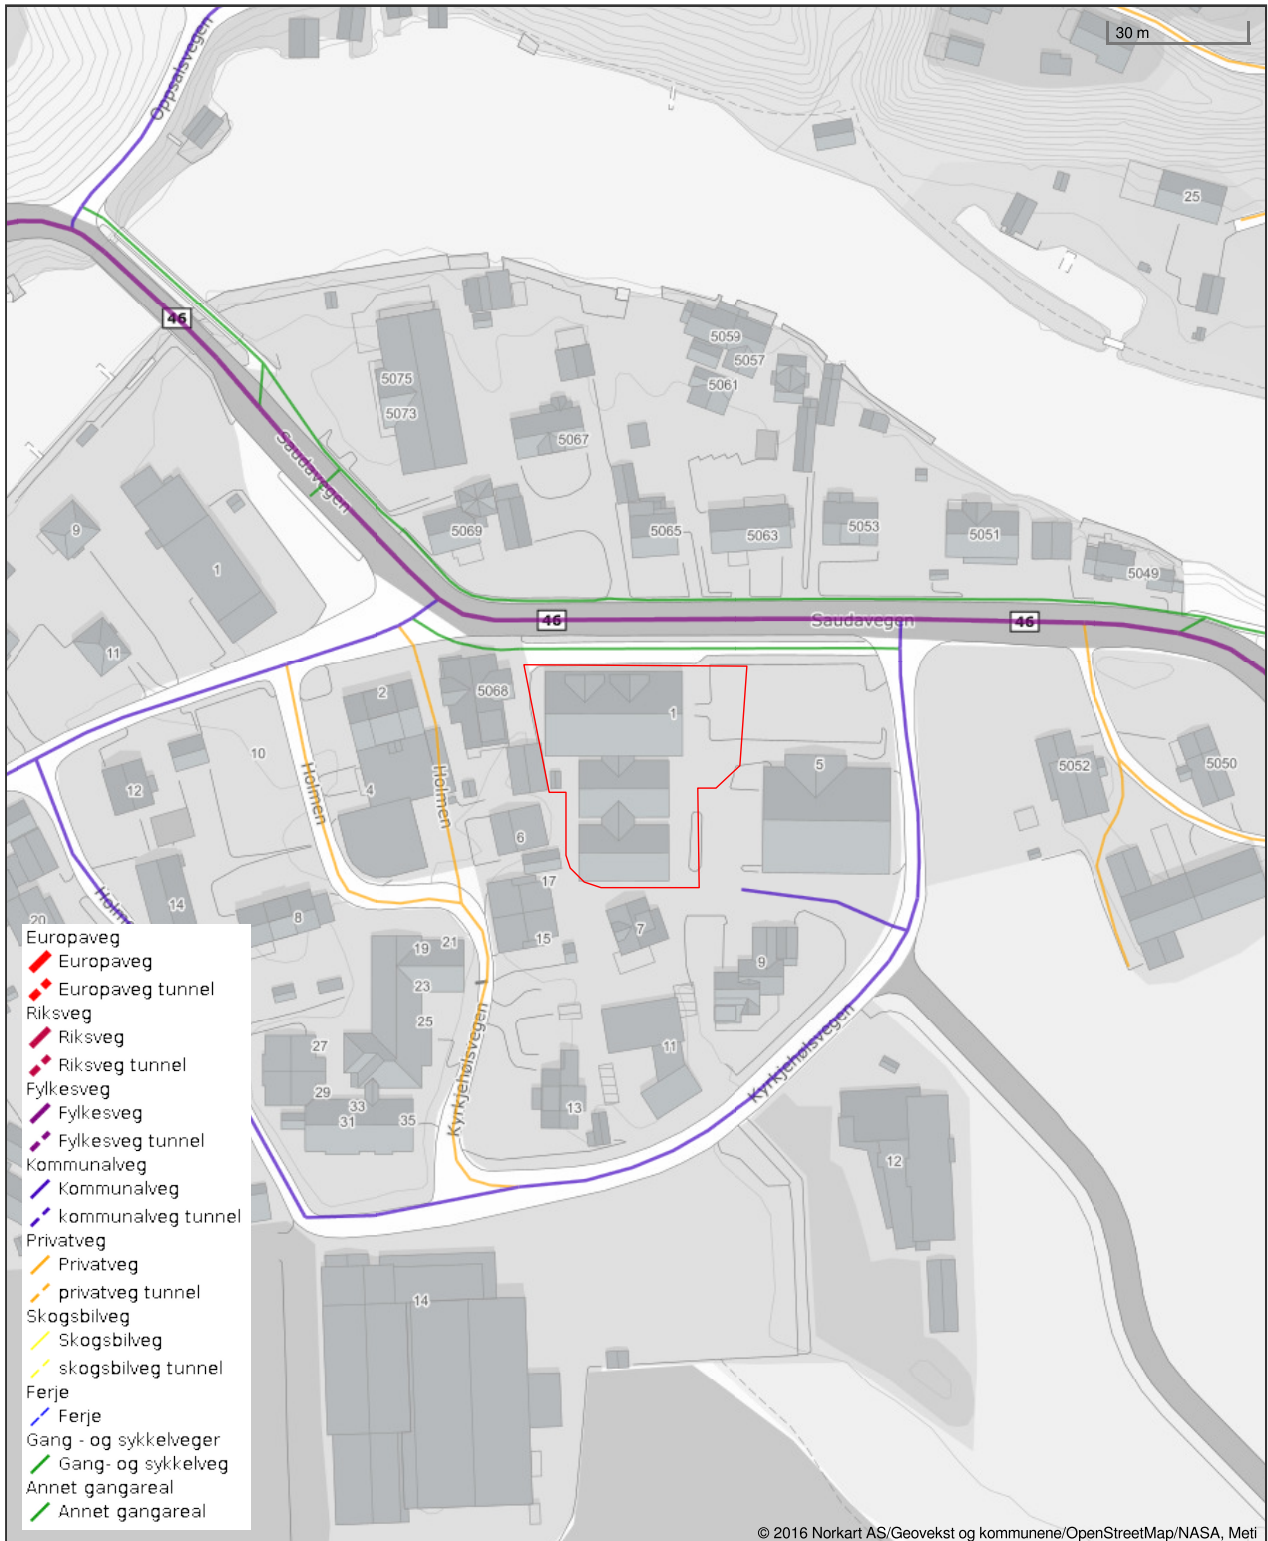 30 m
Oppsalsvegen
25
46
5059
5057
5075
5061
5073
5067
Saudavegen
5069
5065
5063
5053
5051
9
1
5049
46
Saudavegen
46
11
2
5068
1
10
5
5052
5050
12
4
Holmen
Holmen
6
17
14
20
8
15
7
19
21
9
23
25
11
27
Kyrkjehølsvegen
Kyrkjehølsvegen
29
33
31
35
13
12
14
Europaveg
Europaveg
Europaveg tunnel
Riksveg
Riksveg
Riksveg tunnel
Fylkesveg
Fylkesveg
Fylkesveg tunnel
Kommunalveg
Kommunalveg
kommunalveg tunnel
Privatveg
Privatveg
privatveg tunnel
Skogsbilveg
Skogsbilveg
skogsbilveg tunnel
Ferje
Ferje
Gang - og sykkelveger
Gang- og sykkelveg
Annet gangareal
Annet gangareal
© 2016 Norkart AS/Geovekst og kommunene/OpenStreetMap/NASA, Meti